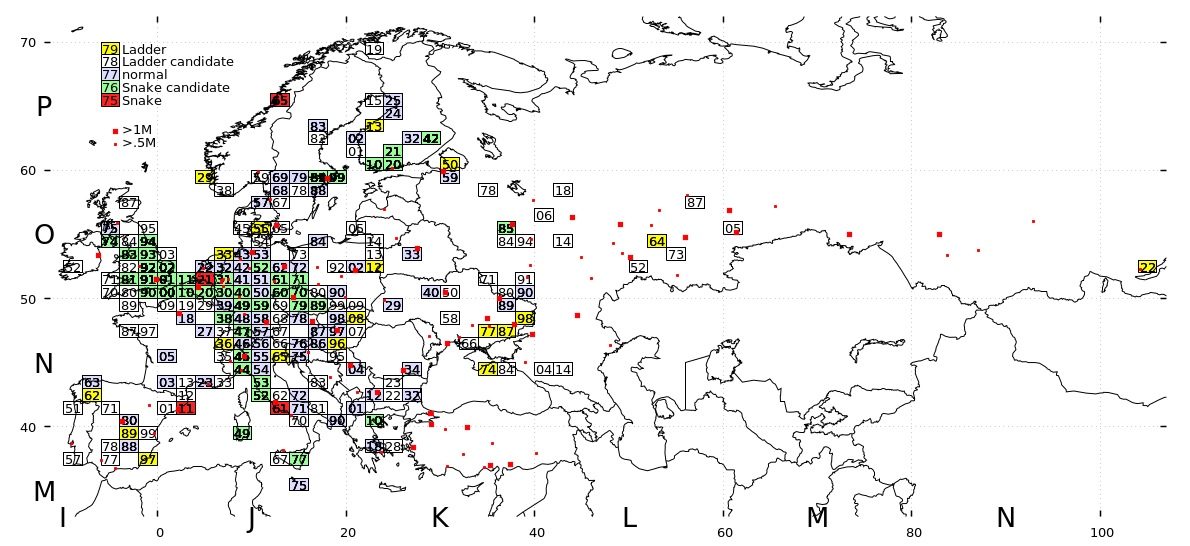 70
79 Ladder
78 Ladder candidate
77 normal
76 Snake candidate
75 Snake
>1M
>.5M
19
P
65
15 25
24
83 13
82 02 32 42
01 21
10 20 50
60
29 59 69 79 89 99 59
38 68 78 88 78 18
87 57 67 87
06
O
75 95 45 55 65 05 85 05
74 84 94 54 84 14 84 94 14 64
83 93 03 33 43 53 73 13 33 73
52 82 92 02 22 32 42 52 62 72 92 02 12 52 22
71 81 91 01 11 21 31 41 51 61 71 71 89
50
70 80 90 00 10 20 30 40 50 60 70 80 90 40 50 80 90
89 09 19 29 39 49 59 69 79 89 99 09 29 89
18 38 48 58 68 78 98 08 58 98
87 97 27 37 47 57 67 87 97 07 77 87
36 46 56 66 76 86 96 66
N
05 35 45 55 65 75 95
44 54 04 34 74 84 04 14
63 03 13 23 33 53 83 23
62 12 52 62 72 12 22 32
51 71 01 11 61 71 81 01
40
80 70 90 10
89 99 49
78 88 18 28
57 77 97 67 77
75
M
I J K L M N
0 20 40 60 80 100